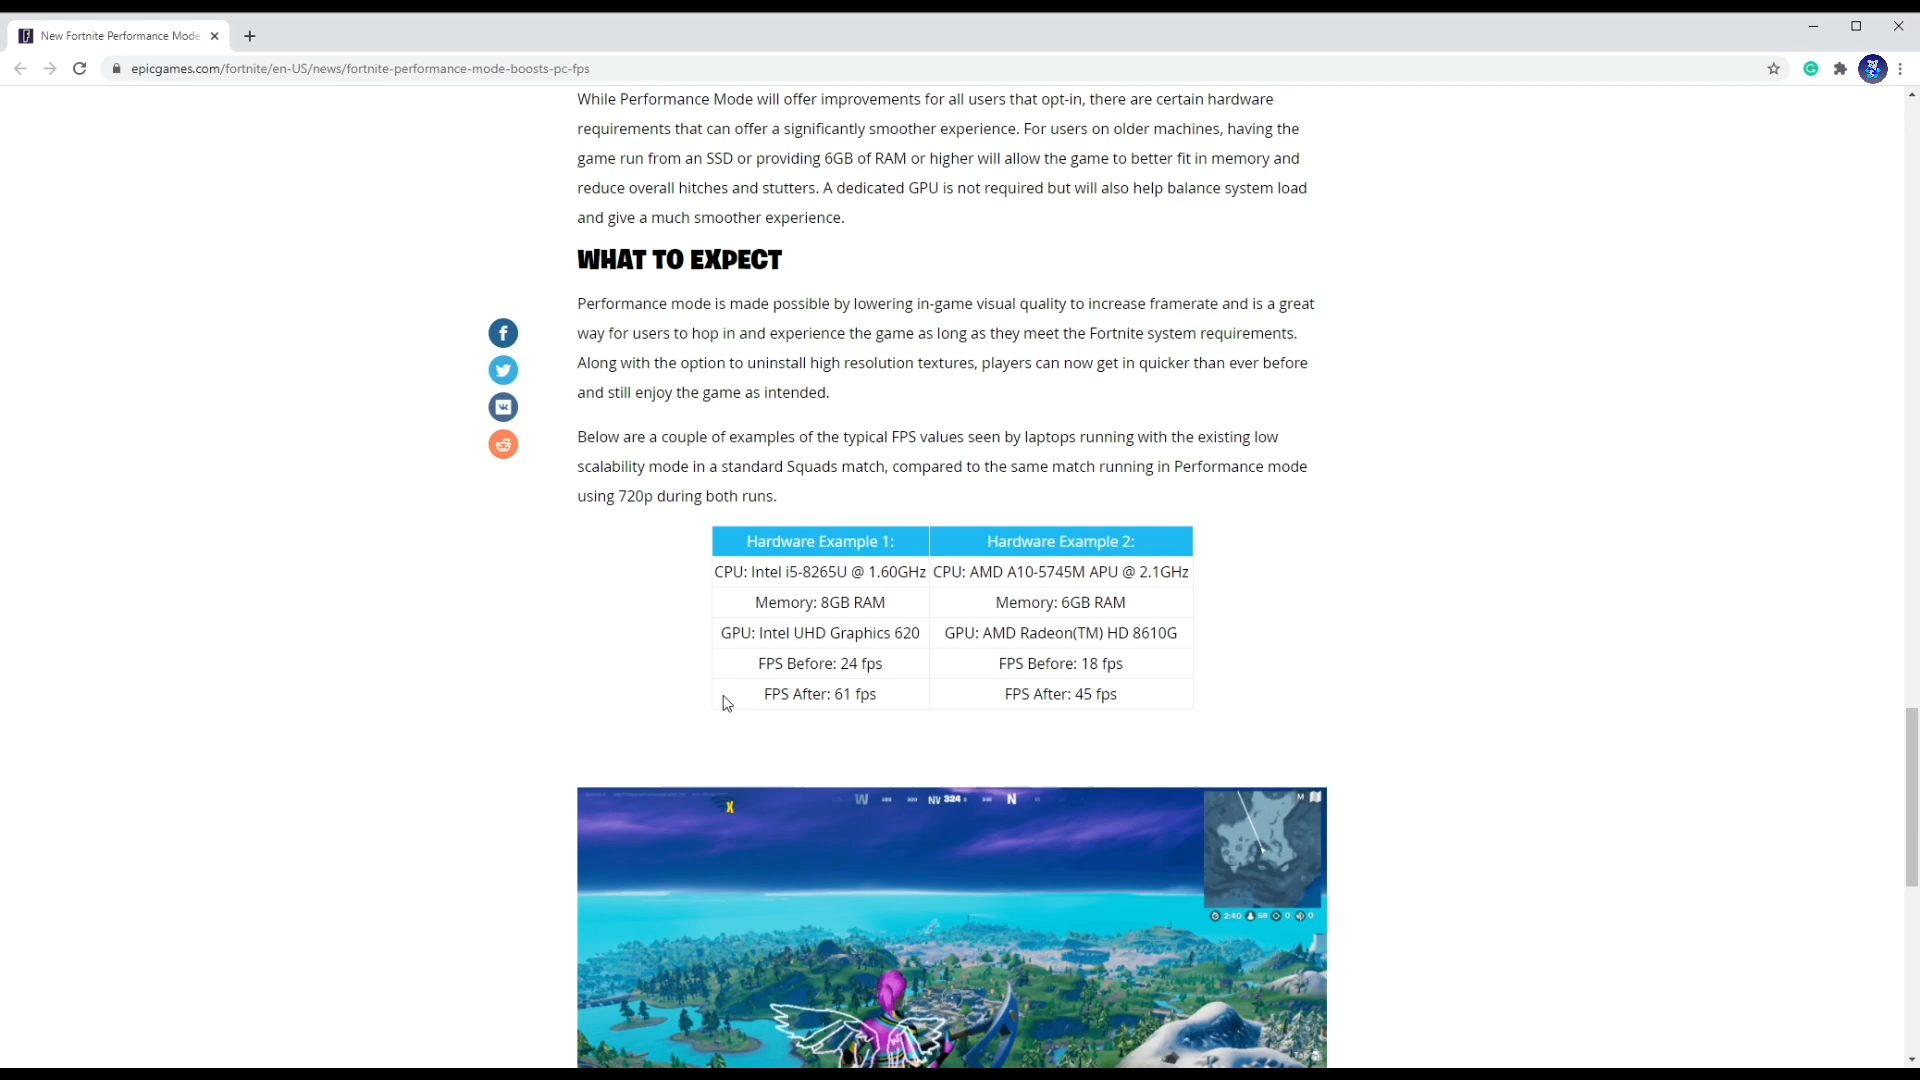 New Fortnite Performance Mode
epicgames.com/fortnite/en-US/news/fortnite-performance-mode-boosts-pc-fps
While Performance Mode will offer improvements for all users that opt-in, there are certain hardware
requirements that can offer a significantly smoother experience. For users on older machines, having the
game run from an SSD or providing 6GB of RAM or higher will allow the game to better fit in memory and
reduce overall hitches and stutters. A dedicated GPU is not required but will also help balance system load
and give a much smoother experience.
WHAT TO EXPECT
Performance mode is made possible by lowering in-game visual quality to increase framerate and is a great
way for users to hop in and experience the game as long as they meet the Fortnite system requirements.
Along with the option to uninstall high resolution textures, players can now get in quicker than ever before
and still enjoy the game as intended.
Below are a couple of examples of the typical FPS values seen by laptops running with the existing low
scalability mode in a standard Squads match, compared to the same match running in Performance mode
using 720p during both runs.
Hardware Example 1: Hardware Example 2:
CPU: Intel i5-8265U @ 1.60GHz CPU: AMD A10-5745M APU @ 2.1GHz
Memory: 8GB RAM Memory: 6GB RAM
GPU: Intel UHD Graphics 620 GPU: AMD Radeon(TM) HD 8610G
FPS Before: 24 fps FPS Before: 18 fps
FPS After: 61 fps FPS After: 45 fps
X W NV 324 N M
2:40 68 0 0